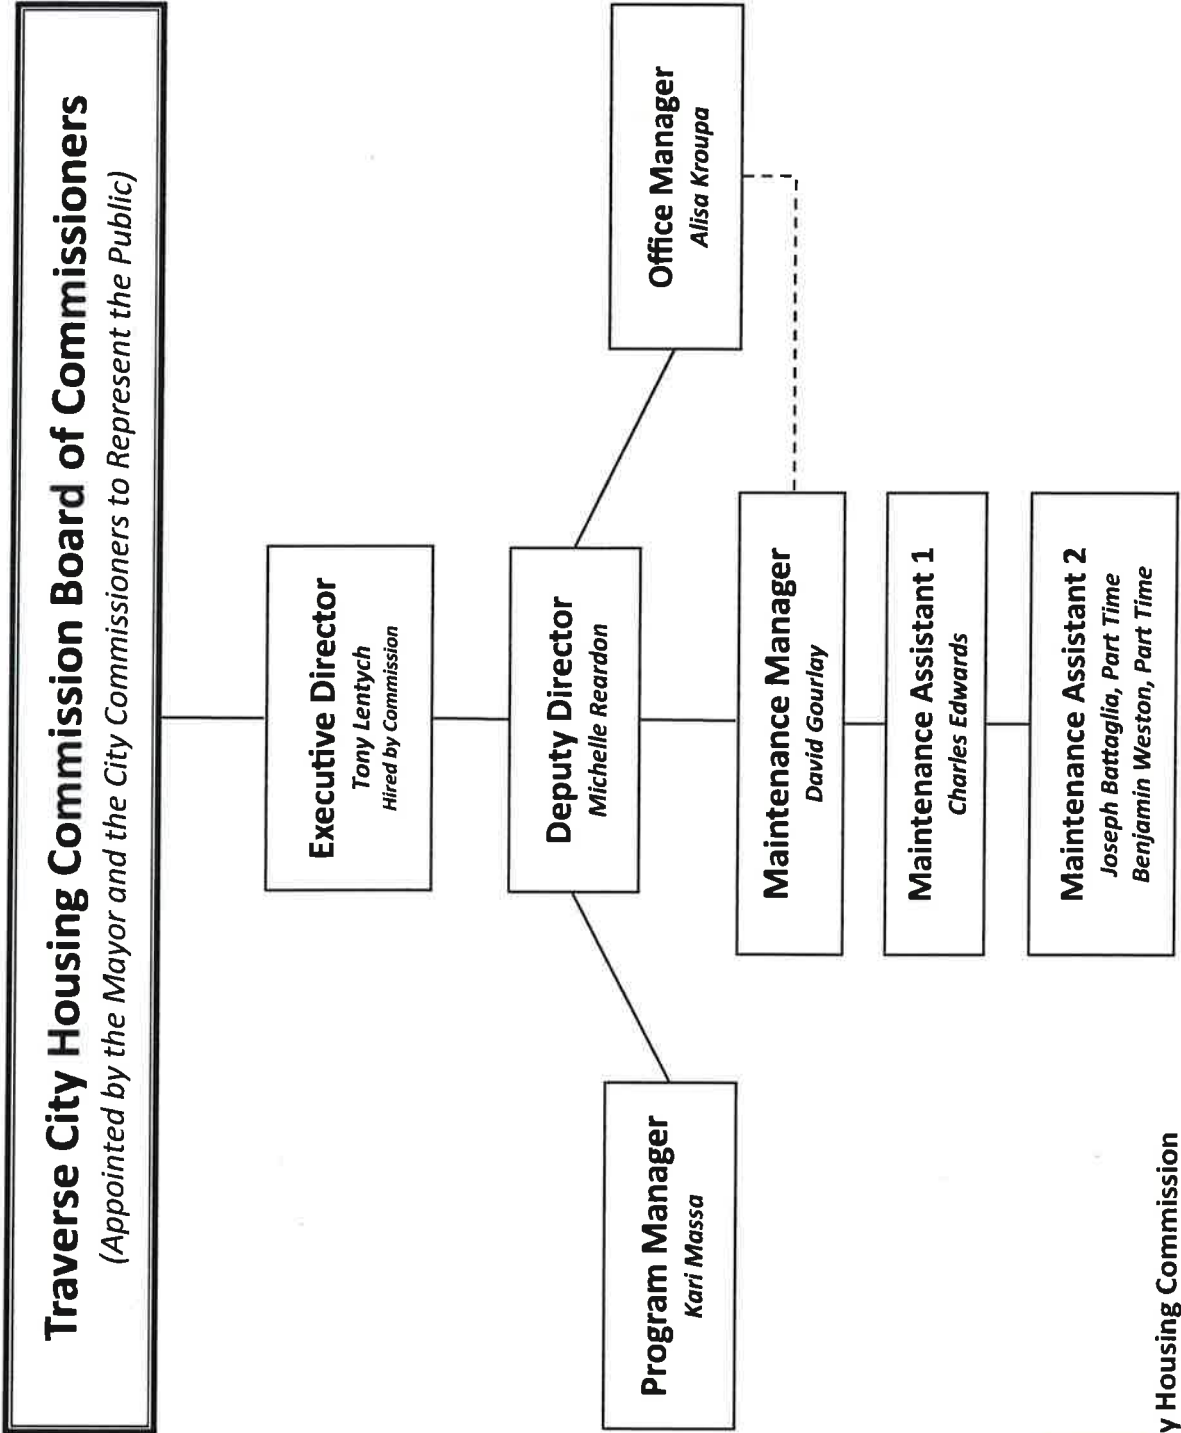 Traverse City Housing Commission Board of Commissioners
(Appointed by the Mayor and the City Commissioners to Represent the Public)
Executive Director
Tony Lentych
Hired by Commission
Deputy Director
Michelle Reardon
Program Manager
Kari Massa
Office Manager
Alisa Kroupa
Maintenance Manager
David Gourlay
Maintenance Assistant 1
Charles Edwards
Maintenance Assistant 2
Joseph Battaglia, Part Time
Benjamin Weston, Part Time
y Housing Commission